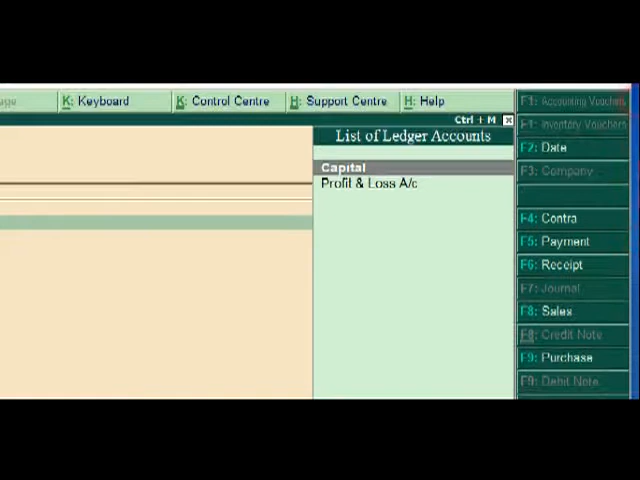 age K: Keyboard K: Control Centre H: Support Centre H: Help
Ctrl + M
List of Ledger Accounts
Capital
Profit & Loss A/c
F1: Accounting Vouchers
F1: Inventory Vouchers
F2: Date
F3: Company
F4: Contra
F5: Payment
F6: Receipt
F7: Journal
F8: Sales
F8: Credit Note
F9: Purchase
F9: Debit Note